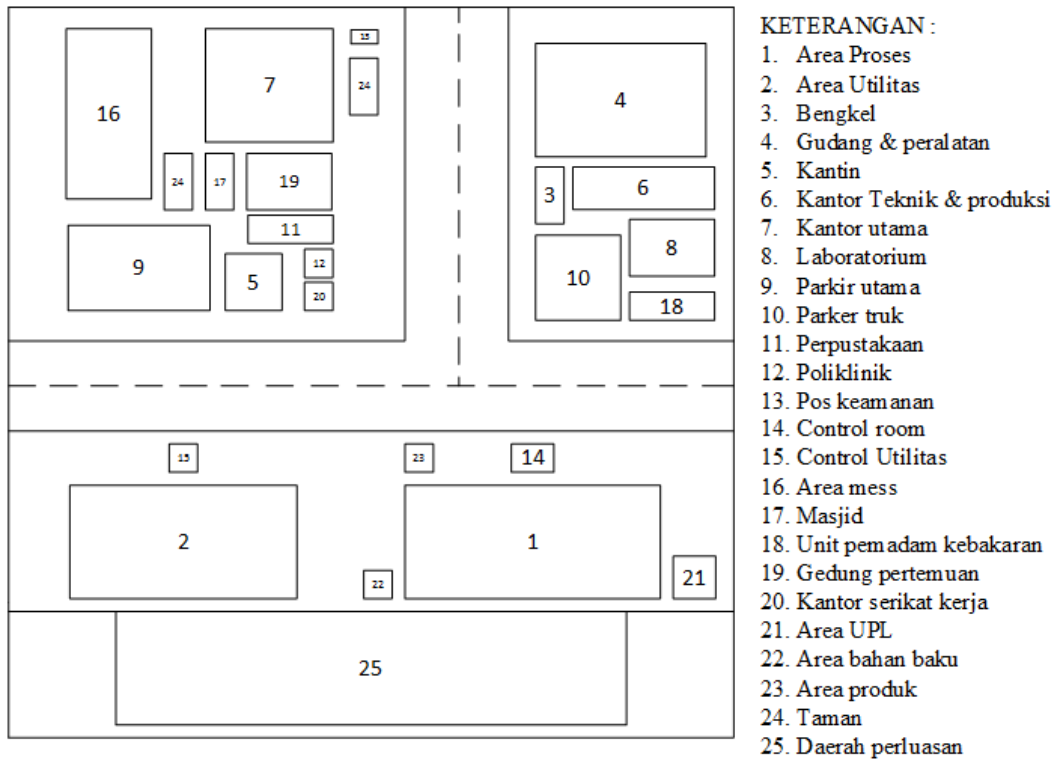 16
7
24
4
24
17
19
3
6
11
9
5
12
20
10
8
18
23
14
2
1
22
21
25
KETERANGAN :
1. Area Proses
2. Area Utilitas
3. Bengkel
4. Gudang & peralatan
5. Kantin
6. Kantor Teknik & produksi
7. Kantor utama
8. Laboratorium
9. Parkir utama
10. Parker truk
11. Perpustakaan
12. Poliklinik
13. Pos keamanan
14. Control room
15. Control Utilitas
16. Area mess
17. Masjid
18. Unit pemadam kebakaran
19. Gedung pertemuan
20. Kantor serikat kerja
21. Area UPL
22. Area bahan baku
23. Area produk
24. Taman
25. Daerah perluasan